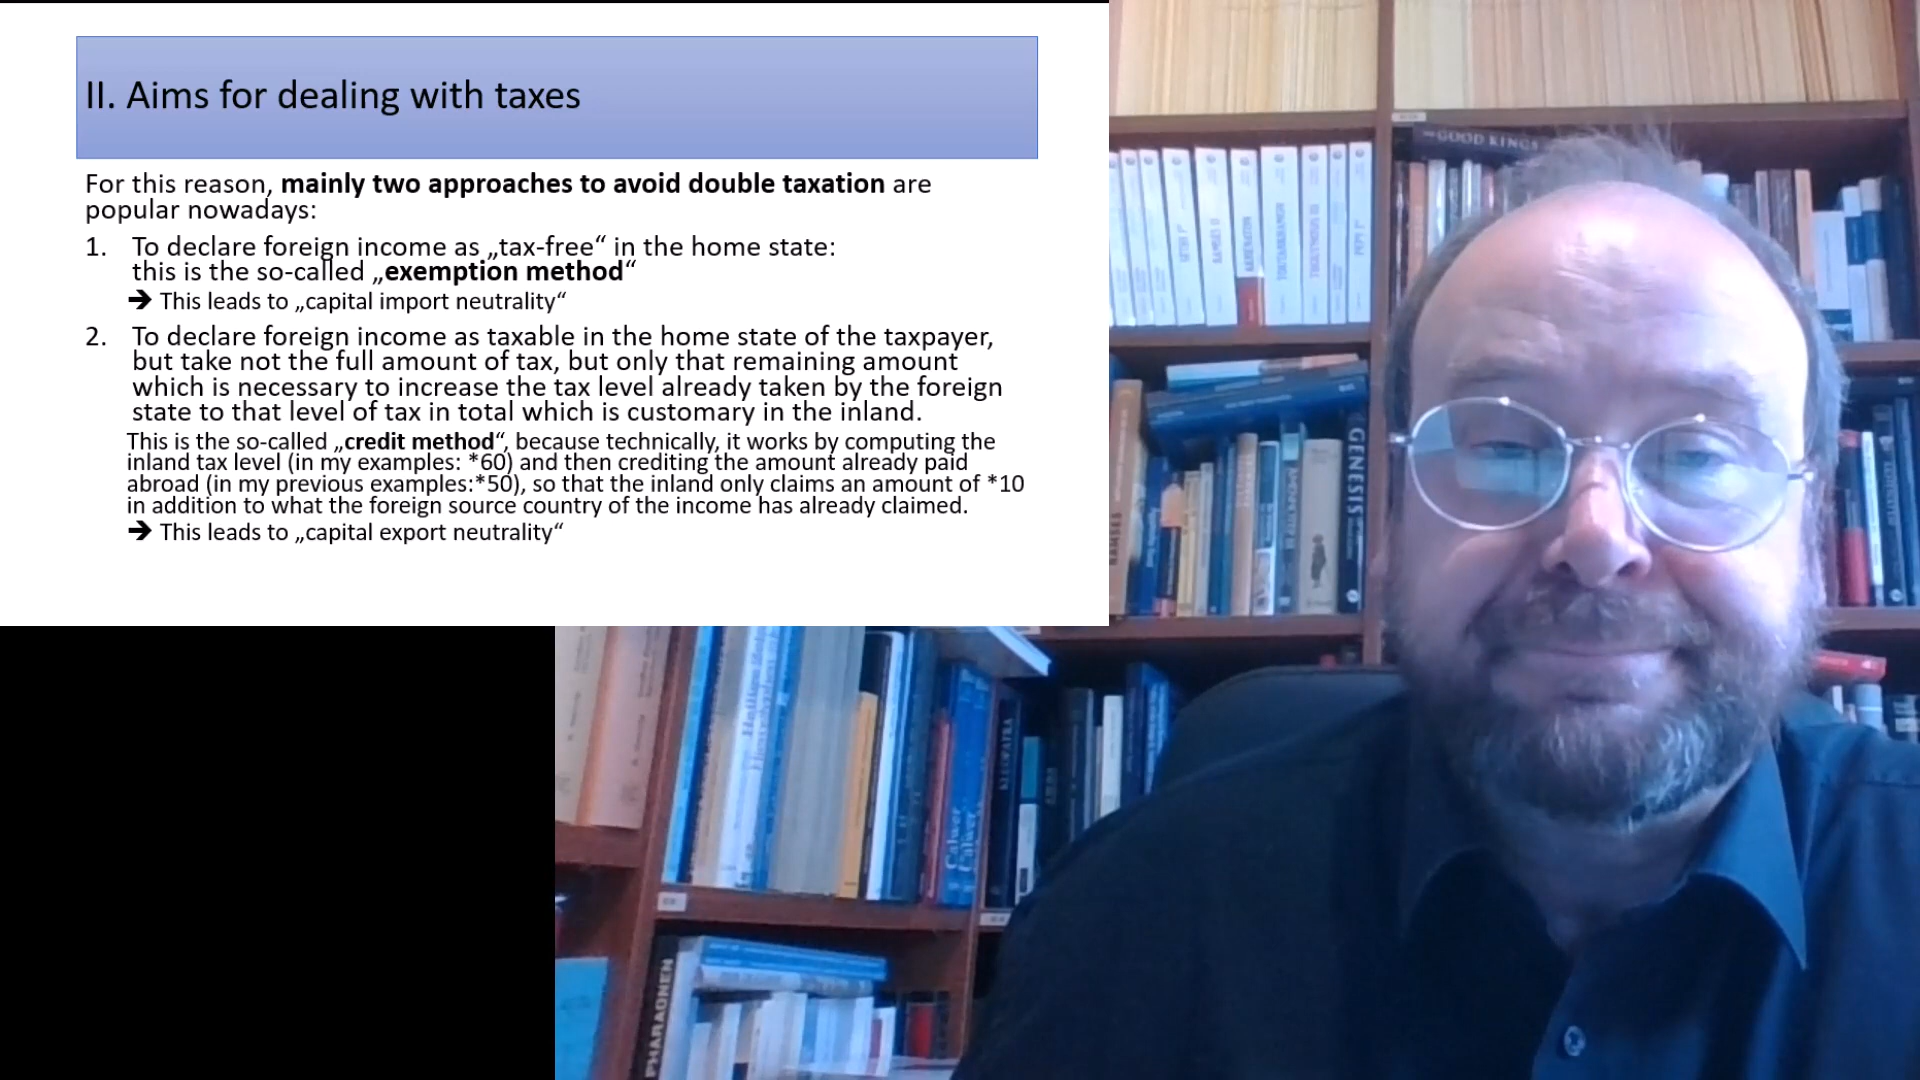 II. Aims for dealing with taxes
For this reason, mainly two approaches to avoid double taxation are
popular nowadays:
1. To declare foreign income as „tax-free“ in the home state:
this is the so-called „exemption method“
➔ This leads to „capital import neutrality“
2. To declare foreign income as taxable in the home state of the taxpayer,
but take not the full amount of tax, but only that remaining amount
which is necessary to increase the tax level already taken by the foreign
state to that level of tax in total which is customary in the inland.
This is the so-called „credit method“, because technically, it works by computing the
inland tax level (in my examples: *60) and then crediting the amount already paid
abroad (in my previous examples:*50), so that the inland only claims an amount of *10
in addition to what the foreign source country of the income has already claimed.
➔ This leads to „capital export neutrality“
GOOD KINGS
GENESIS
KLEOPATRA
Calwer
Calwer
PHARAONEN